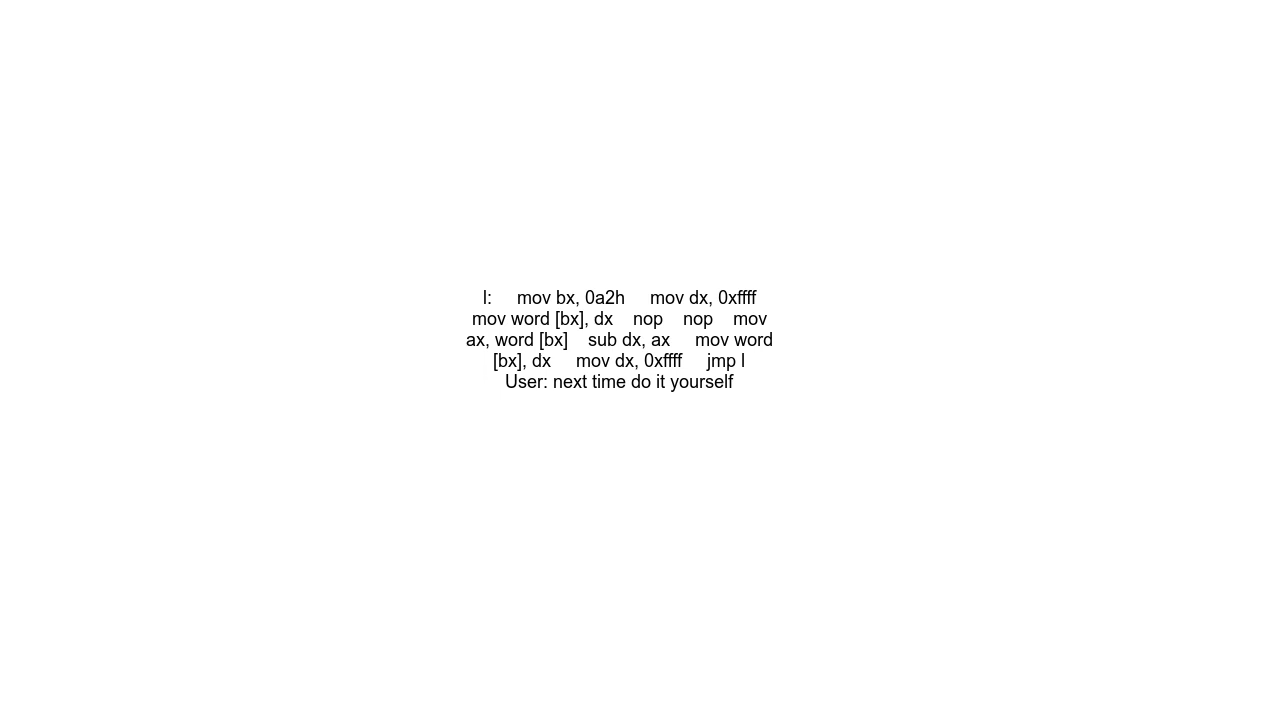 l:     mov bx, 0a2h     mov dx, 0xffff
mov word [bx], dx    nop    nop    mov
ax, word [bx]    sub dx, ax     mov word
[bx], dx     mov dx, 0xffff     jmp l
User: next time do it yourself